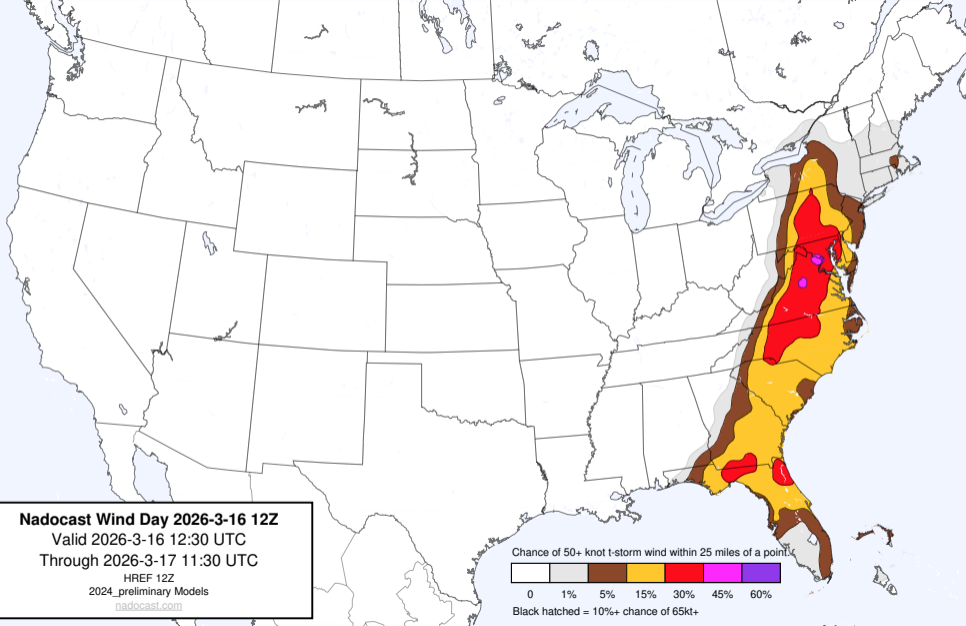 Nadocast Wind Day 2026-3-16 12Z
Valid 2026-3-16 12:30 UTC
Through 2026-3-17 11:30 UTC
HREF 12Z
2024_preliminary Models
nadocast.com
Chance of 50+ knot t-storm wind within 25 miles of a point.
0 1% 5% 15% 30% 45% 60%
Black hatched = 10%+ chance of 65kt+